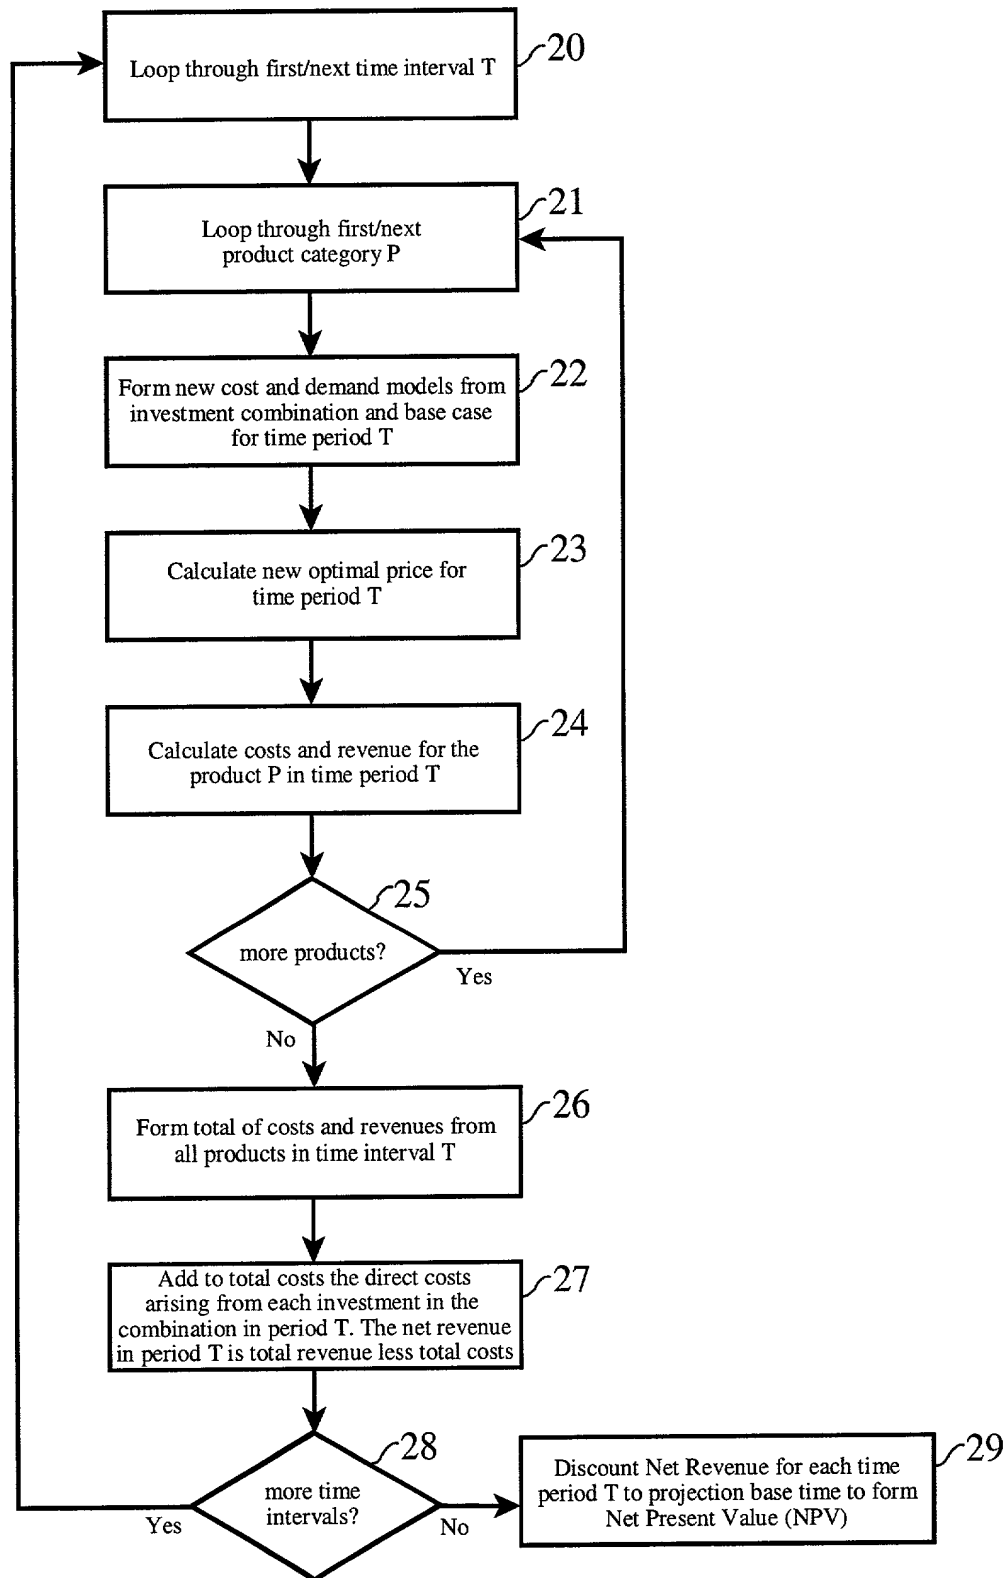 Loop through first/next time interval T
20
Loop through first/next
product category P
21
Form new cost and demand models from
investment combination and base case
for time period T
22
Calculate new optimal price for
time period T
23
Calculate costs and revenue for the
product P in time period T
24
more products?
25
Yes
No
Form total of costs and revenues from
all products in time interval T
26
Add to total costs the direct costs
arising from each investment in the
combination in period T. The net revenue
in period T is total revenue less total costs
27
more time
intervals?
28
Yes
No
Discount Net Revenue for each time
period T to projection base time to form
Net Present Value (NPV)
29